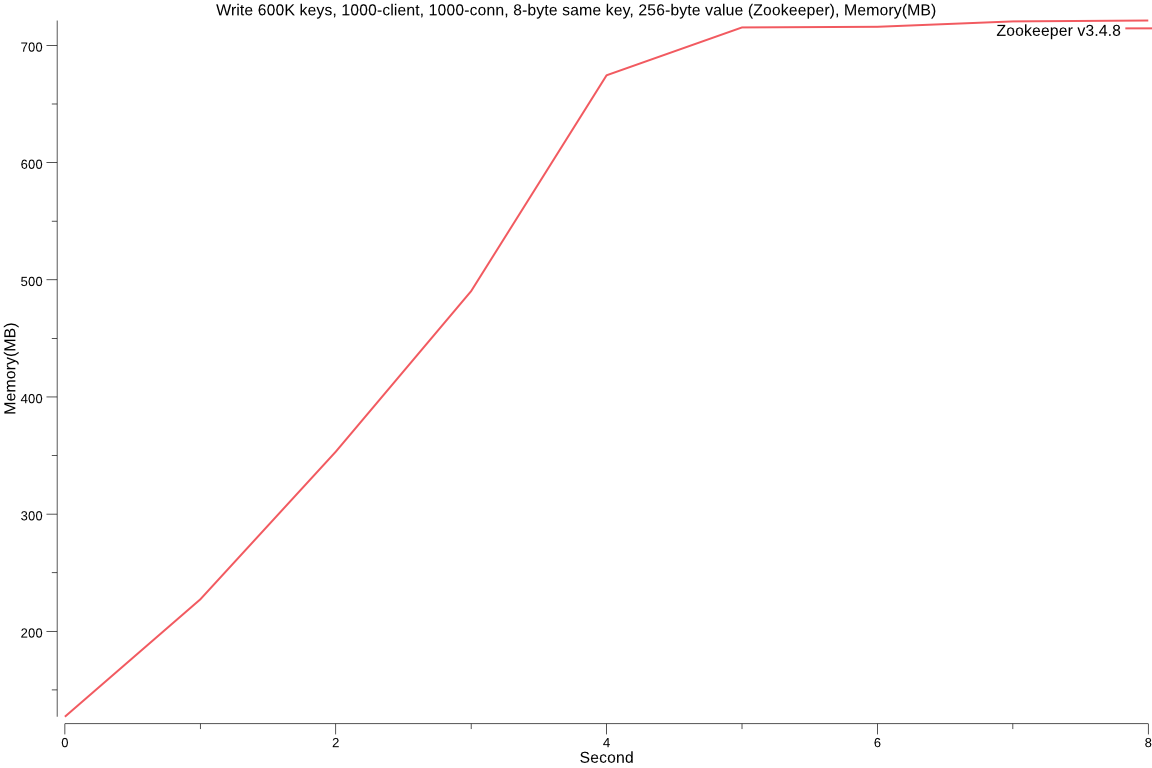 Write 600K keys, 1000-client, 1000-conn, 8-byte same key, 256-byte value (Zookeeper), Memory(MB)
Zookeeper v3.4.8
700
600
500
400
300
200
Memory(MB)
0 2 4 6 8
Second